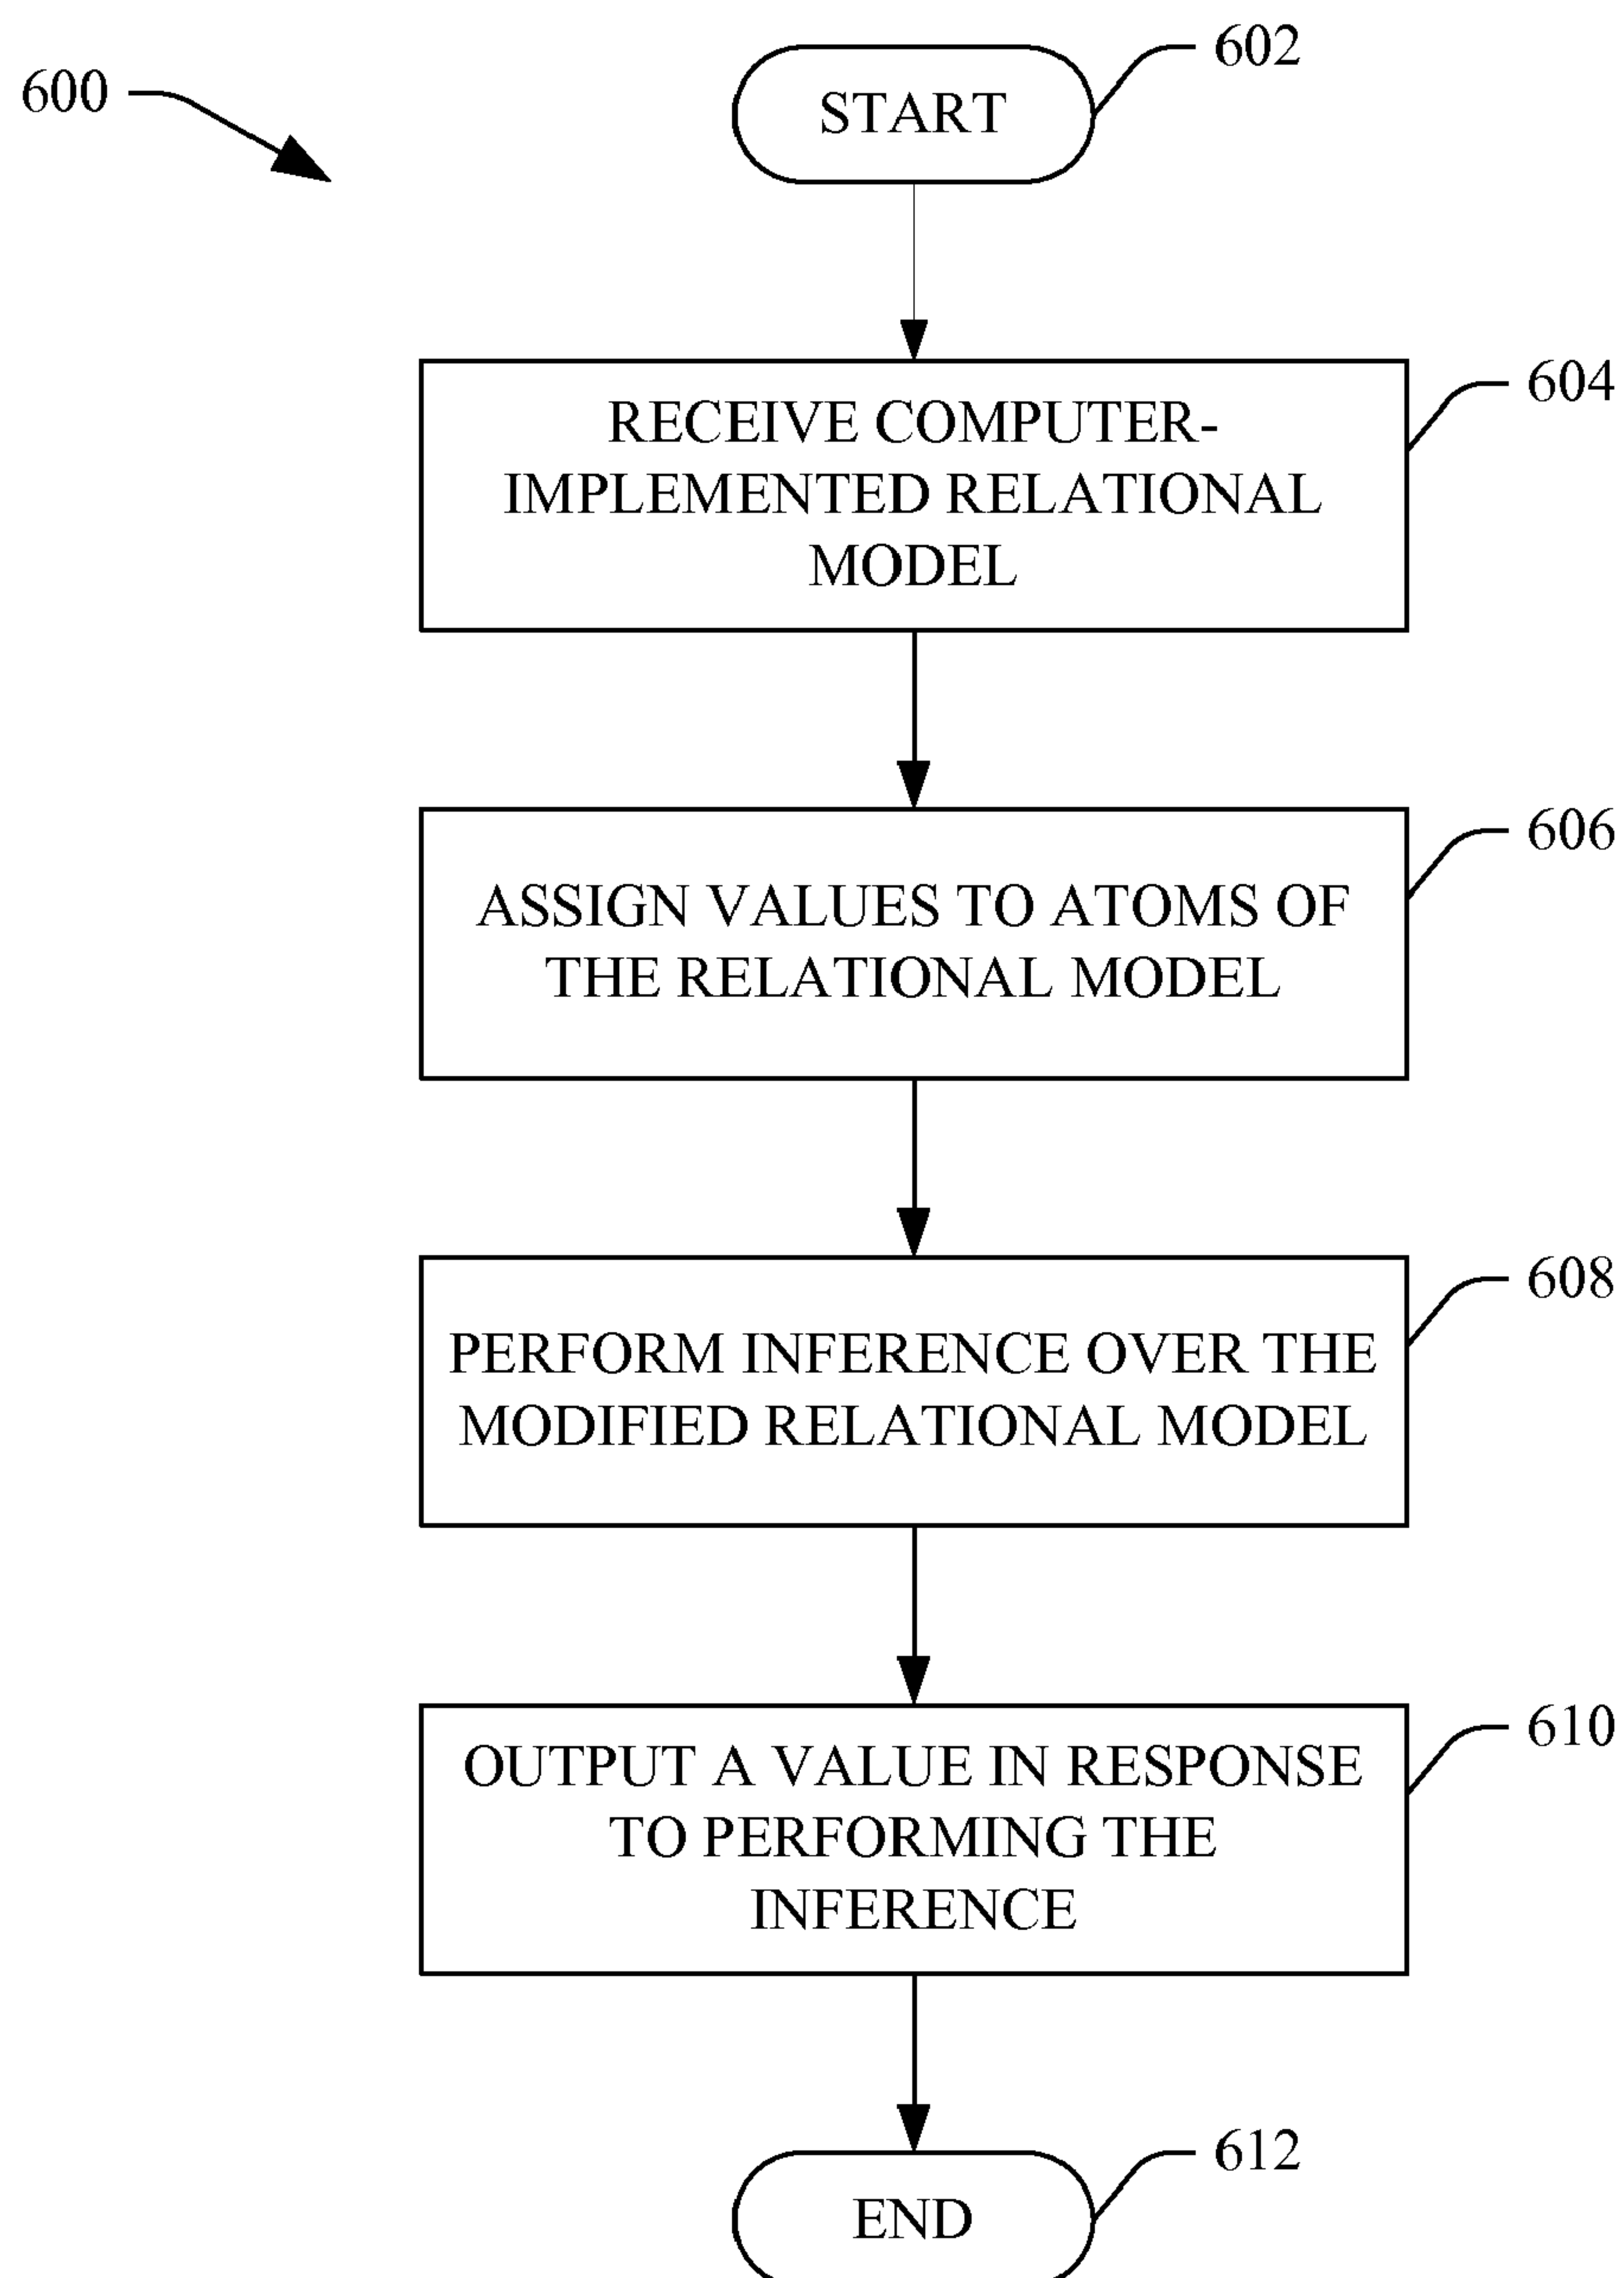 602
600
START
604
RECEIVE COMPUTER-
IMPLEMENTED RELATIONAL
MODEL
606
ASSIGN VALUES TO ATOMS OF
THE RELATIONAL MODEL
608
PERFORM INFERENCE OVER THE
MODIFIED RELATIONAL MODEL
610
OUTPUT A VALUE IN RESPONSE
TO PERFORMING THE
INFERENCE
612
END